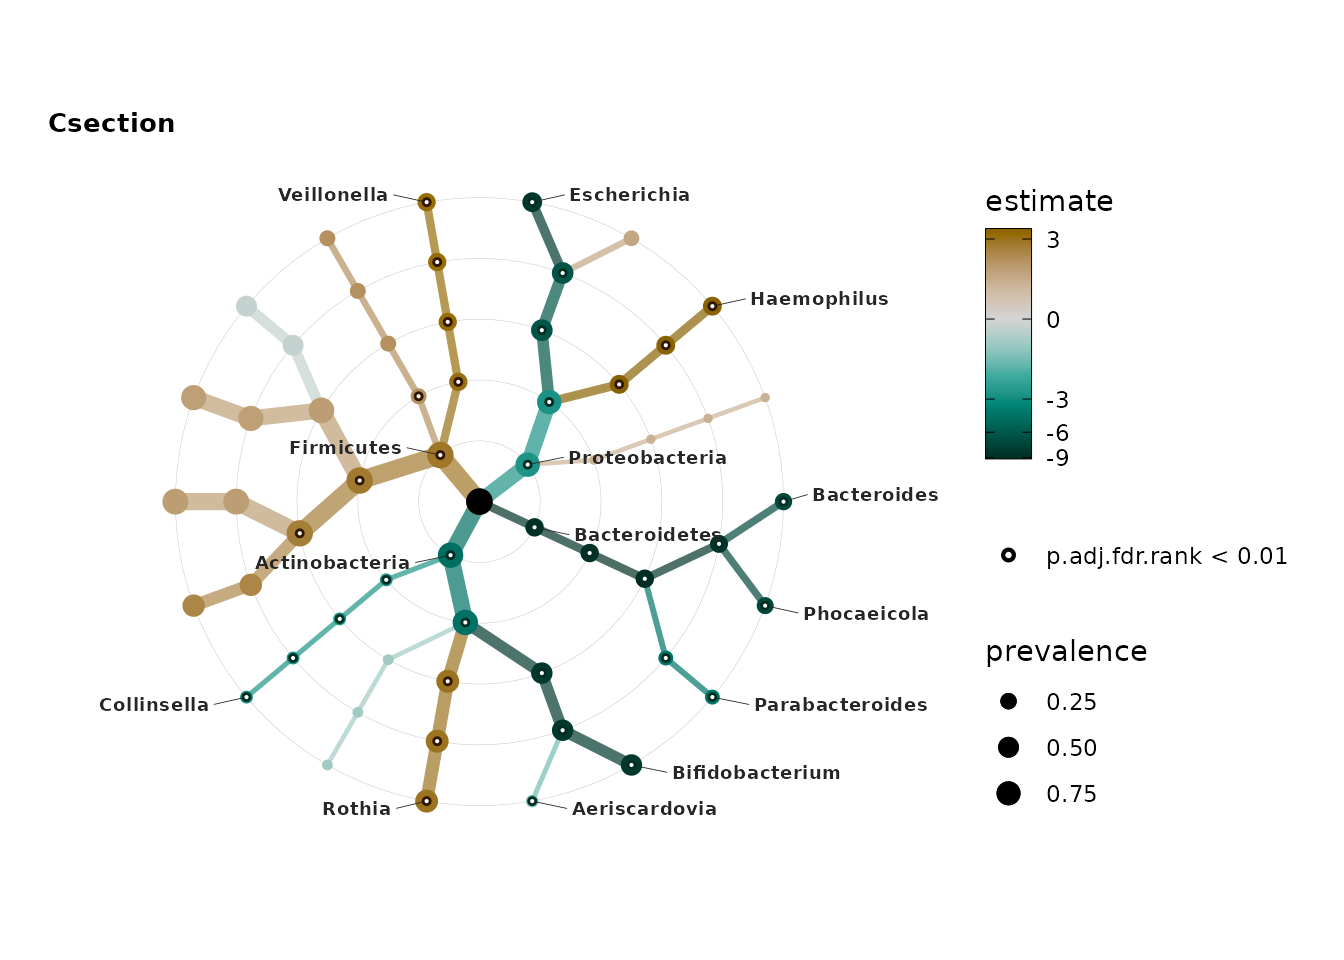 Csection
Veillonella
Escherichia
Haemophilus
Firmicutes
Proteobacteria
Bacteroides
Bacteroidetes
Actinobacteria
Phocaeicola
Collinsella
Parabacteroides
Bifidobacterium
Rothia
Aeriscardovia
estimate
3
0
-3
-6
-9
p.adj.fdr.rank < 0.01
prevalence
0.25
0.50
0.75